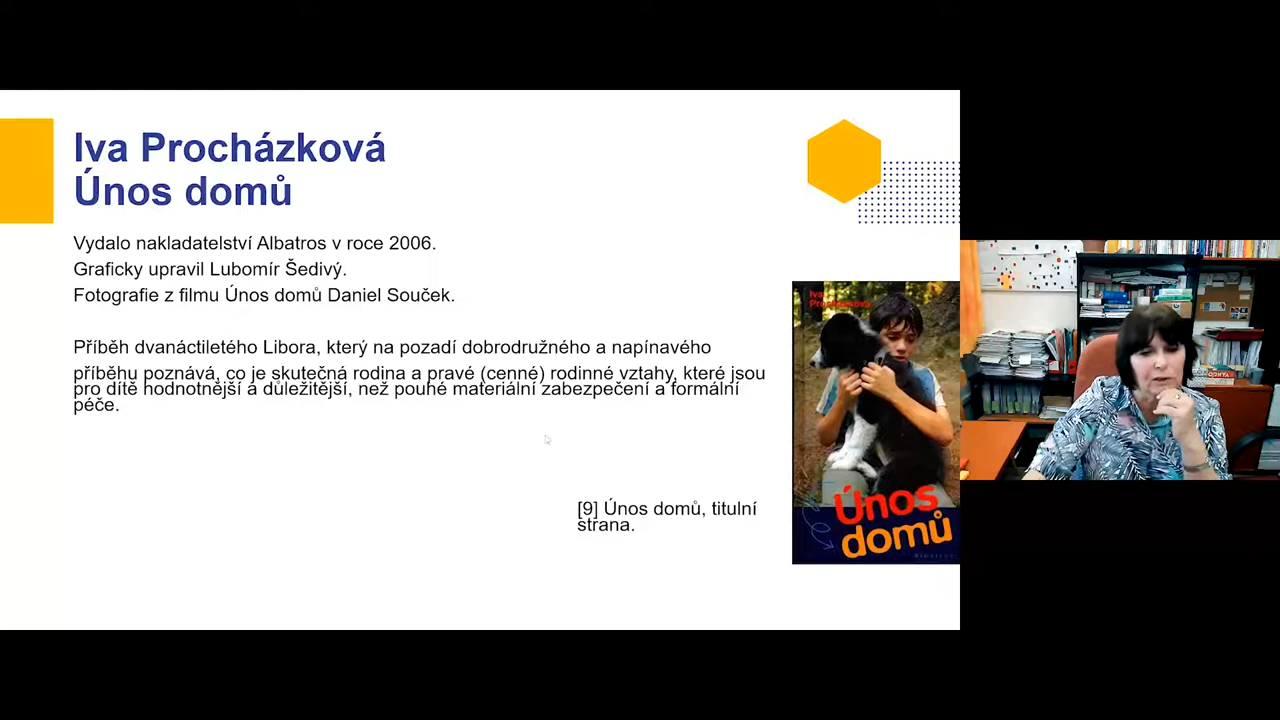 Iva Procházková
Únos domů
Vydalo nakladatelství Albatros v roce 2006.
Graficky upravil Lubomír Šedivý.
Fotografie z filmu Únos domů Daniel Souček.
Příběh dvanáctiletého Libora, který na pozadí dobrodružného a napínavého
příběhu poznává, co je skutečná rodina a pravé (cenné) rodinné vztahy, které jsou
pro dítě hodnotnější a důležitější, než pouhé materiální zabezpečení a formální
péče.
[9] Únos domů, titulní
strana.
Iva
Procházková
Únos
domů